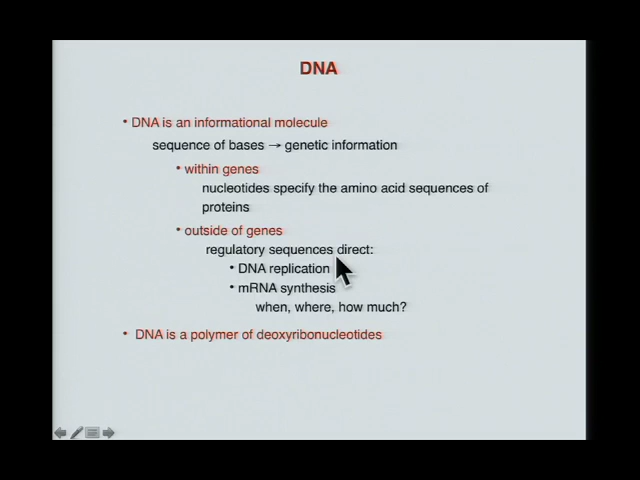 DNA
• DNA is an informational molecule
sequence of bases → genetic information
• within genes
nucleotides specify the amino acid sequences of
proteins
• outside of genes
regulatory sequences direct:
• DNA replication
• mRNA synthesis
when, where, how much?
• DNA is a polymer of deoxyribonucleotides